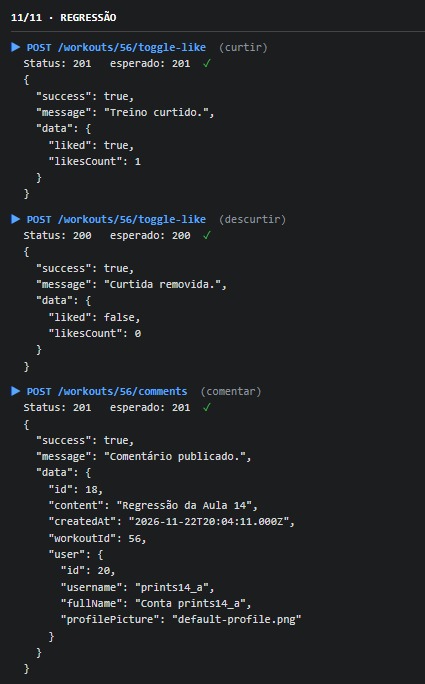 11/11 · REGRESSÃO
▶ POST /workouts/56/toggle-like (curtir)
Status: 201 esperado: 201 ✓
{
"success": true,
"message": "Treino curtido.",
"data": {
"liked": true,
"likesCount": 1
}
}
▶ POST /workouts/56/toggle-like (descurtir)
Status: 200 esperado: 200 ✓
{
"success": true,
"message": "Curtida removida.",
"data": {
"liked": false,
"likesCount": 0
}
}
▶ POST /workouts/56/comments (comentar)
Status: 201 esperado: 201 ✓
{
"success": true,
"message": "Comentário publicado.",
"data": {
"id": 18,
"content": "Regressão da Aula 14",
"createdAt": "2026-11-22T20:04:11.000Z",
"workoutId": 56,
"user": {
"id": 20,
"username": "prints14_a",
"fullName": "Conta prints14_a",
"profilePicture": "default-profile.png"
}
}
}